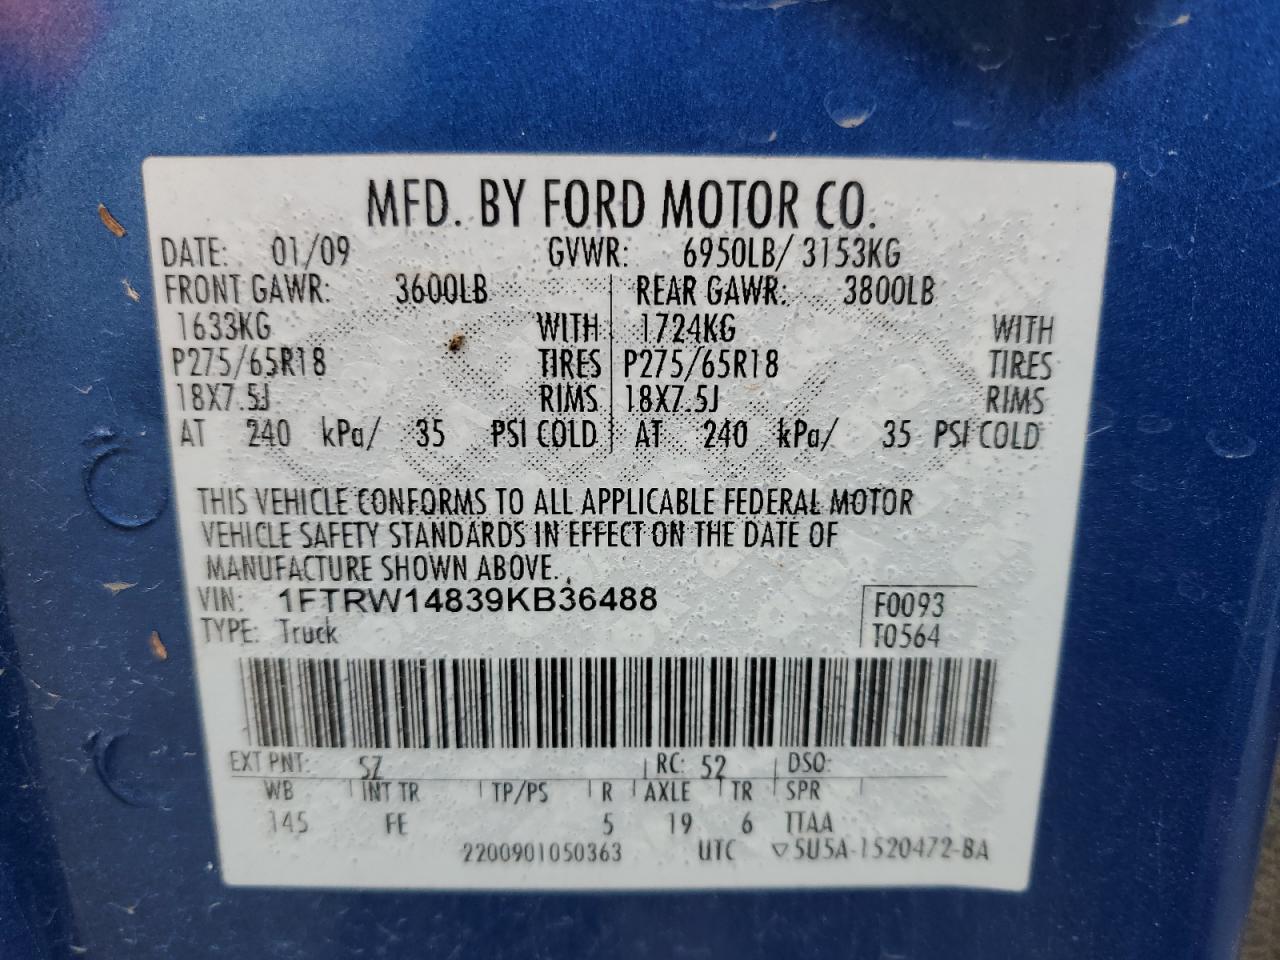 MFD. BY FORD MOTOR CO.
DATE: 01/09 GVWR: 6950LB/ 3153KG
FRONT GAWR: 3600LB REAR GAWR: 3800LB
1633KG WITH 1724KG WITH
P275/65R18 TIRES P275/65R18 TIRES
18X7.5J RIMS 18X7.5J RIMS
AT 240 kPa/ 35 PSI COLD AT 240 kPa/ 35 PSI COLD
THIS VEHICLE CONFORMS TO ALL APPLICABLE FEDERAL MOTOR
VEHICLE SAFETY STANDARDS IN EFFECT ON THE DATE OF
MANUFACTURE SHOWN ABOVE.
VIN: 1FTRW14839KB36488 F0093
TYPE: Truck T0564
EXT PNT: SZ RC: 52 DSO:
WB INT TR TP/PS R AXLE TR SPR
145 FE 5 19 6 TTAA
2200901050363 UTC ▽5U5A-1520472-BA